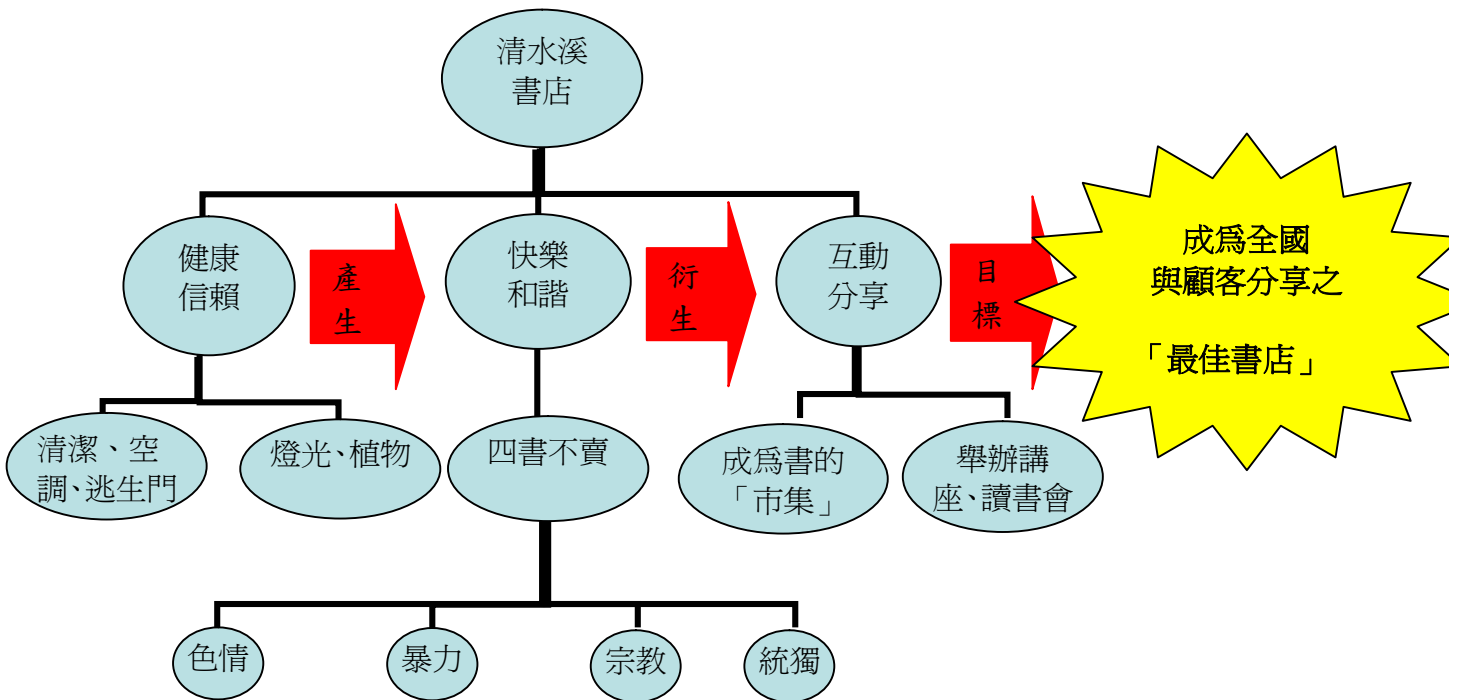 清水溪
書店
健康
信賴
產
生
快樂
和諧
衍
生
互動
分享
目
標
成爲全國
與顧客分享之
「最佳書店」
清潔、空
調、逃生門
燈光、植物
四書不賣
成爲書的
「市集」
舉辦講
座、讀書會
色情
暴力
宗教
統獨